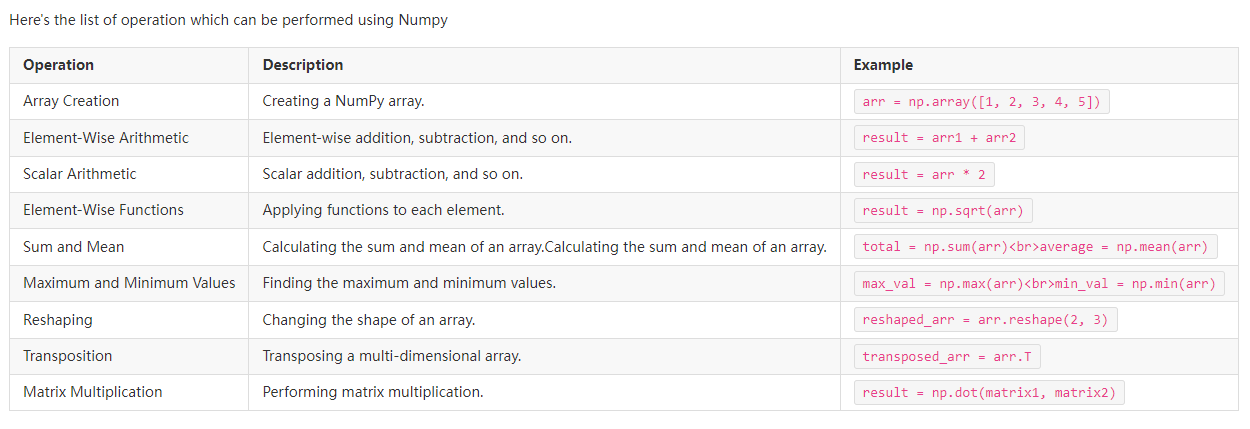 Here's the list of operation which can be performed using Numpy
Operation Description Example
Array Creation Creating a NumPy array. arr = np.array([1, 2, 3, 4, 5])
Element-Wise Arithmetic Element-wise addition, subtraction, and so on. result = arr1 + arr2
Scalar Arithmetic Scalar addition, subtraction, and so on. result = arr * 2
Element-Wise Functions Applying functions to each element. result = np.sqrt(arr)
Sum and Mean Calculating the sum and mean of an array.Calculating the sum and mean of an array. total = np.sum(arr)<br>average = np.mean(arr)
Maximum and Minimum Values Finding the maximum and minimum values. max_val = np.max(arr)<br>min_val = np.min(arr)
Reshaping Changing the shape of an array. reshaped_arr = arr.reshape(2, 3)
Transposition Transposing a multi-dimensional array. transposed_arr = arr.T
Matrix Multiplication Performing matrix multiplication. result = np.dot(matrix1, matrix2)